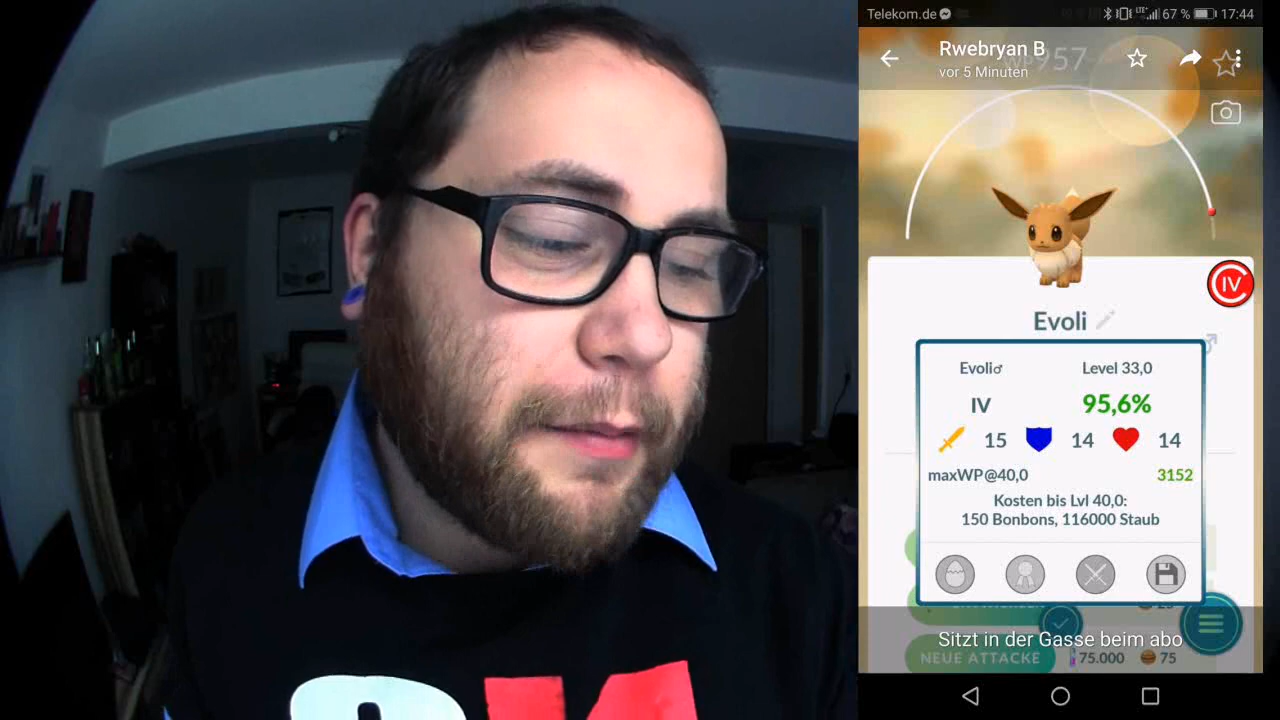 Telekom.de
LTE
67 %
17:44
Rwebryan B
vor 5 Minuten
WP957
IV
Evoli
Evoli♂
Level 33,0
IV
95,6%
15
14
14
maxWP@40,0
3152
Kosten bis Lvl 40,0:
150 Bonbons, 116000 Staub
Sitzt in der Gasse beim abo
NEUE ATTACKE
75.000
75